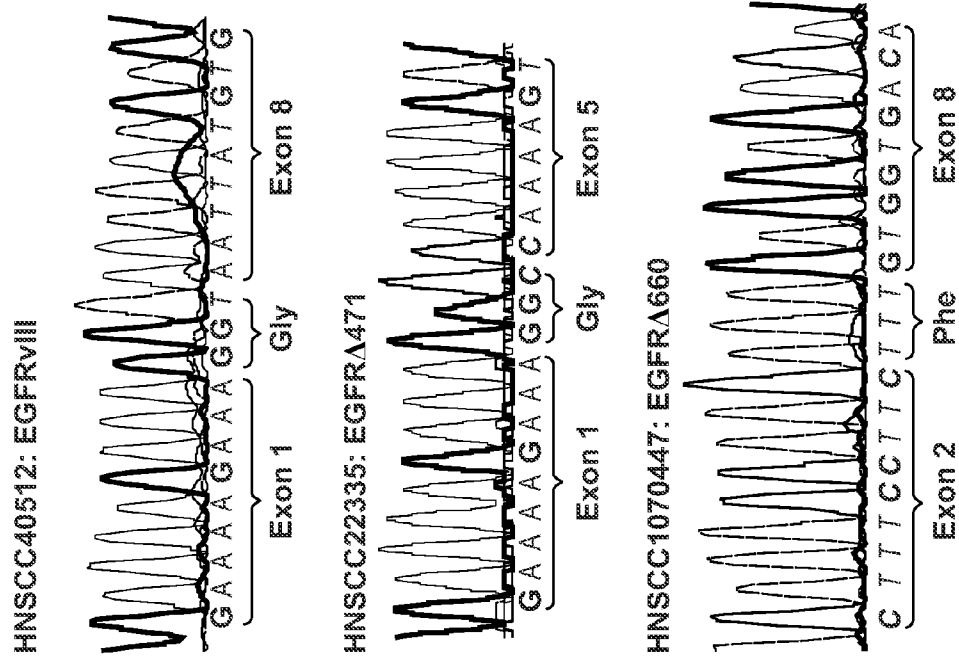 HNSCC40512: EGFRvIII
G A A A A G A A A G G T A A T T A T G T G
Exon 1 Gly Exon 8
HNSCC22335: EGFRΔ471
G A A A A G A A A G G C C A A A A G T
Exon 1 Gly Exon 5
HNSCC1070447: EGFRΔ660
C T T T C C T T C T T T G T G G T G A C A
Exon 2 Phe Exon 8